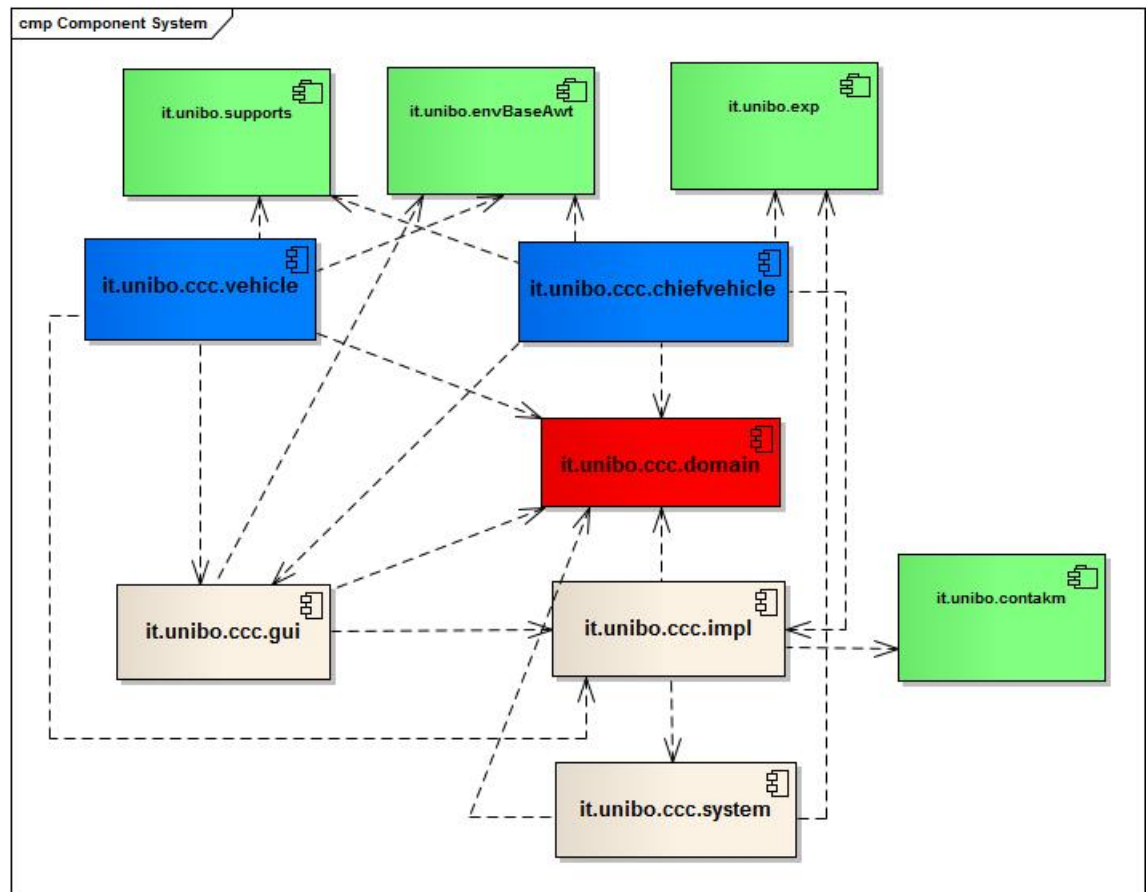 cmp Component System
it.unibo.supports
it.unibo.envBaseAwt
it.unibo.exp
it.unibo.ccc.vehicle
it.unibo.ccc.chiefvehicle
it.unibo.ccc.domain
it.unibo.ccc.gui
it.unibo.ccc.impl
it.unibo.contakm
it.unibo.ccc.system